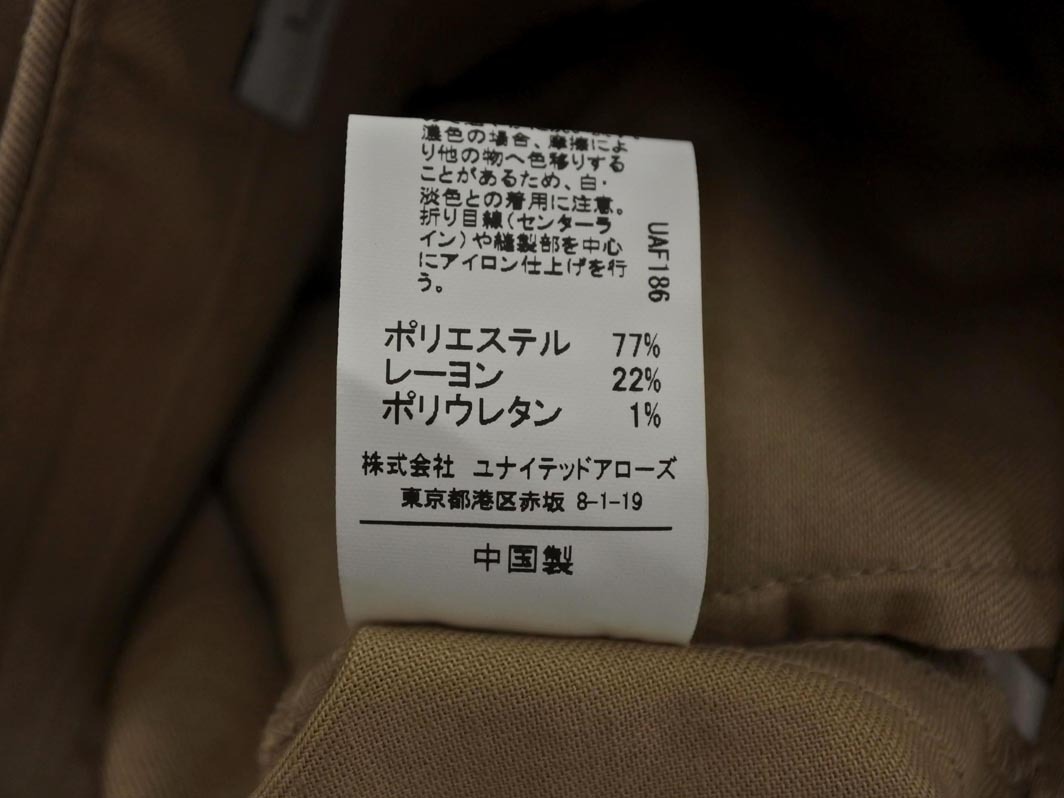 濃色の場合、摩擦によ
り他の物へ色移りする
ことがあるため、白・
淡色との着用に注意。
折り目線(センターラ
イン)や縫製部を中心
にアイロン仕上げを行
う。
UAF186
ポリエステル 77%
レーヨン 22%
ポリウレタン 1%
株式会社 ユナイテッドアローズ
東京都港区赤坂 8-1-19
中国製